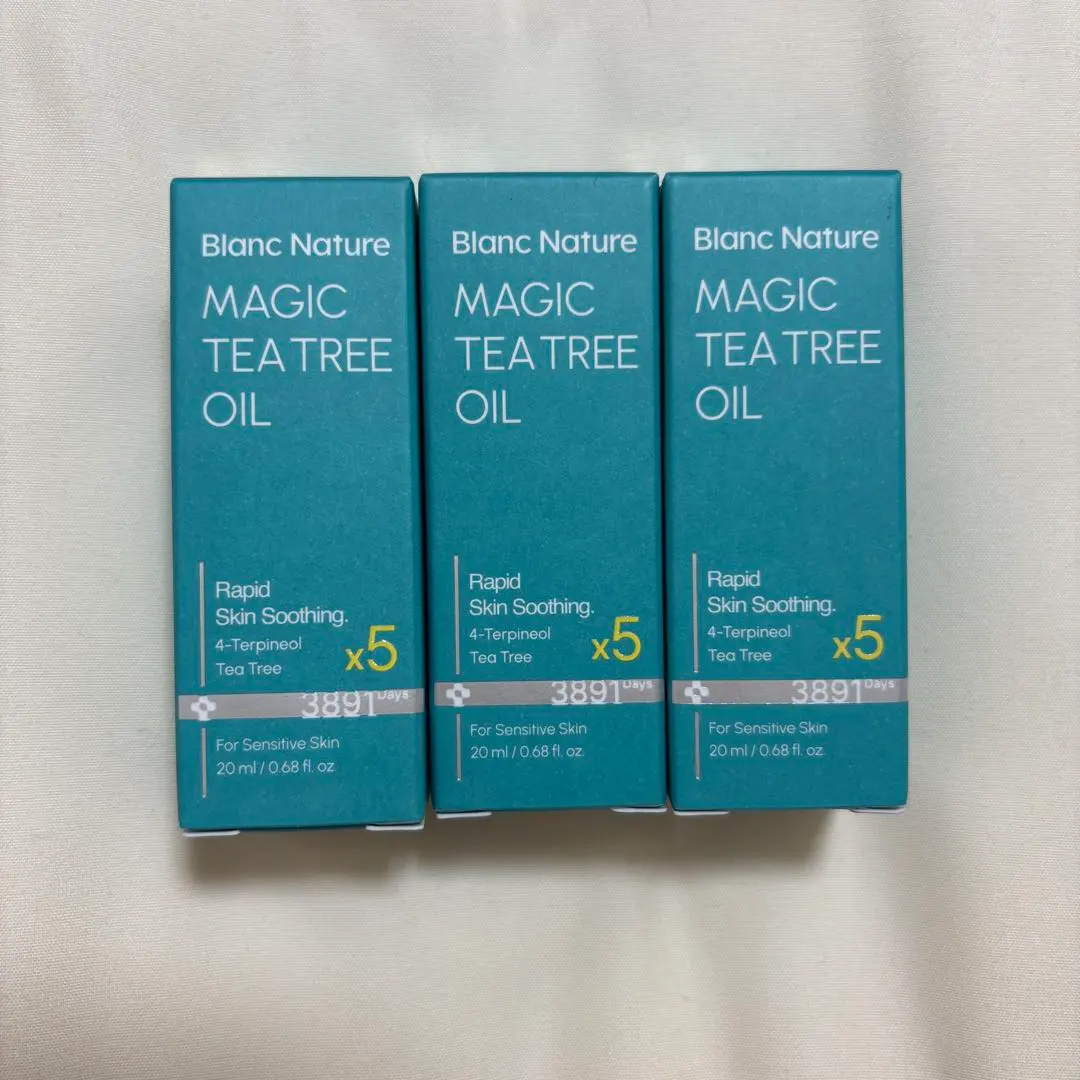 Blanc Nature
MAGIC
TEA TREE
OIL
Rapid
Skin Soothing.
4-Terpineol
Tea Tree
x5
3891 Days
For Sensitive Skin
20 ml / 0.68 fl. oz.
Blanc Nature
MAGIC
TEA TREE
OIL
Rapid
Skin Soothing.
4-Terpineol
Tea Tree
x5
3891 Days
For Sensitive Skin
20 ml / 0.68 fl. oz.
Blanc Nature
MAGIC
TEA TREE
OIL
Rapid
Skin Soothing.
4-Terpineol
Tea Tree
x5
3891 Days
For Sensitive Skin
20 ml / 0.68 fl. oz.